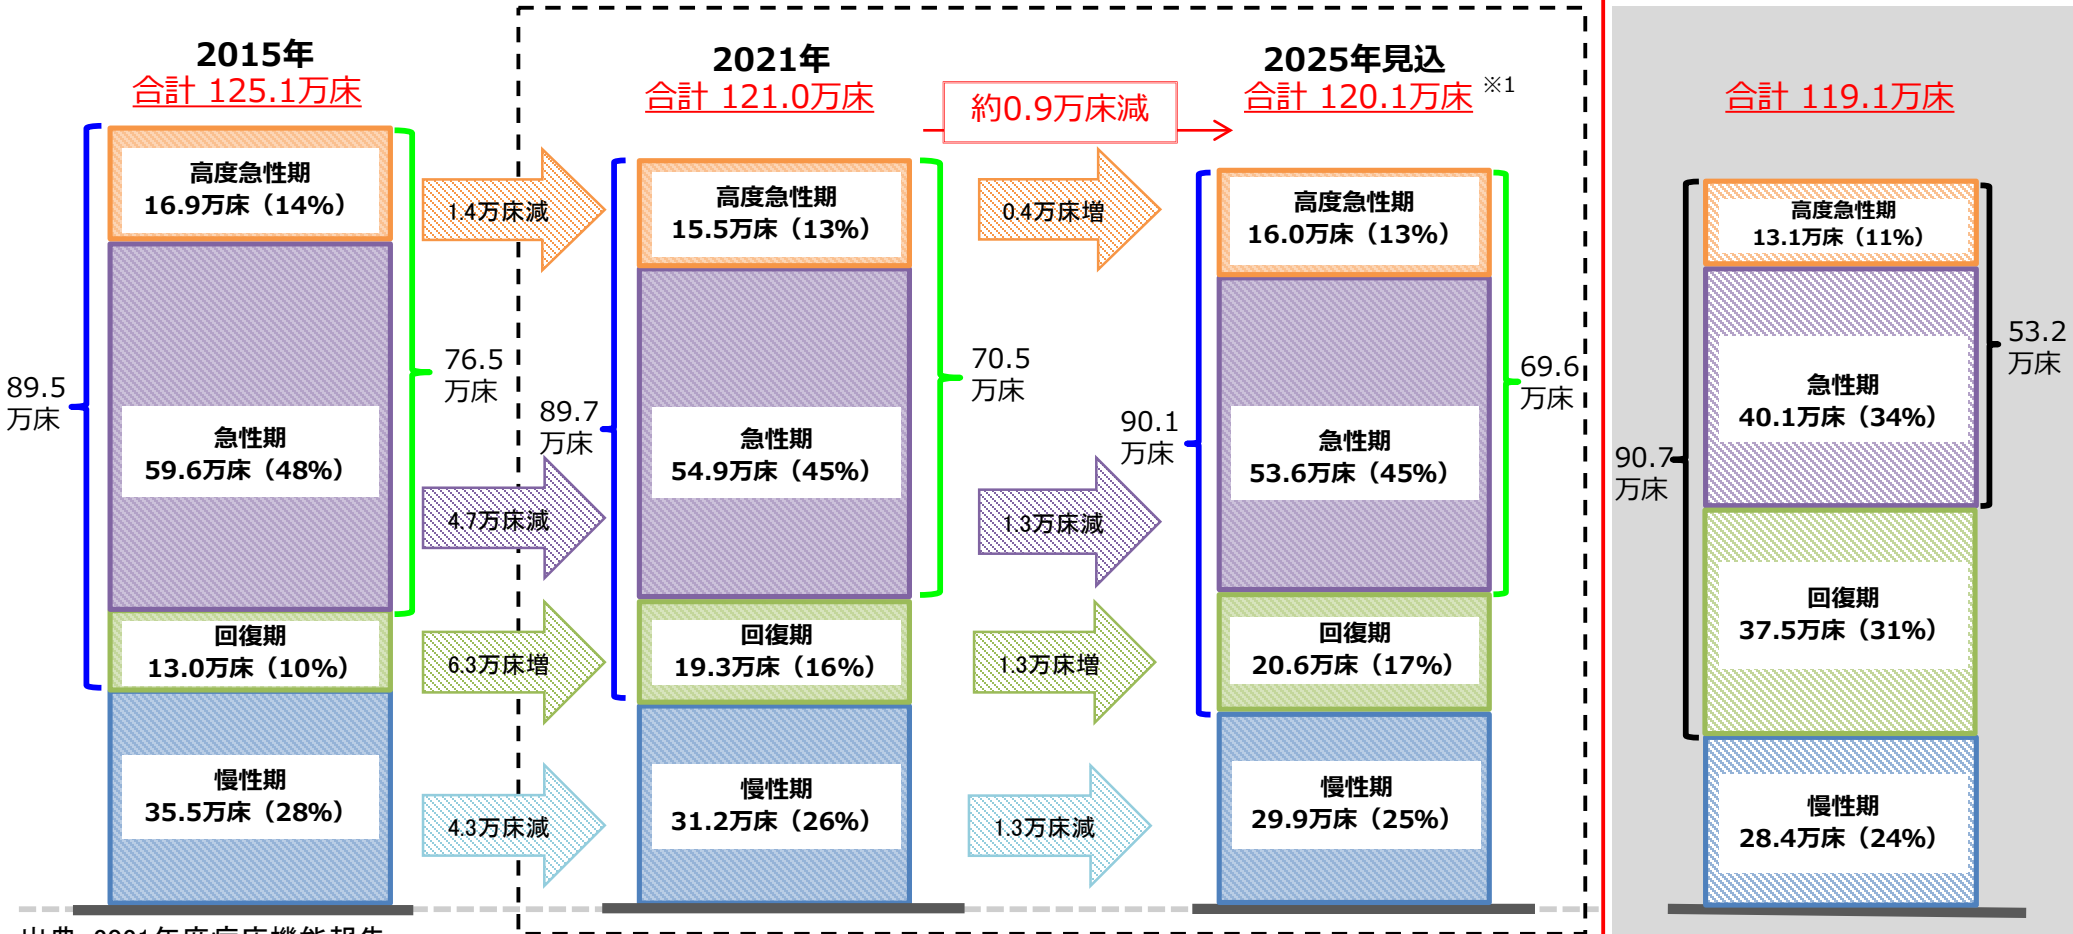 2015年
合計 125.1万床
高度急性期
16.9万床（14%）
急性期
59.6万床（48%）
回復期
13.0万床（10%）
慢性期
35.5万床（28%）
89.5
万床
76.5
万床
1.4万床減
4.7万床減
6.3万床増
4.3万床減
2021年
合計 121.0万床
高度急性期
15.5万床（13%）
急性期
54.9万床（45%）
回復期
19.3万床（16%）
慢性期
31.2万床（26%）
89.7
万床
70.5
万床
約0.9万床減
0.4万床増
1.3万床減
1.3万床増
1.3万床減
2025年見込
合計 120.1万床 ※1
高度急性期
16.0万床（13%）
急性期
53.6万床（45%）
回復期
20.6万床（17%）
慢性期
29.9万床（25%）
90.1
万床
69.6
万床
合計 119.1万床
高度急性期
13.1万床（11%）
急性期
40.1万床（34%）
回復期
37.5万床（31%）
慢性期
28.4万床（24%）
90.7
万床
53.2
万床